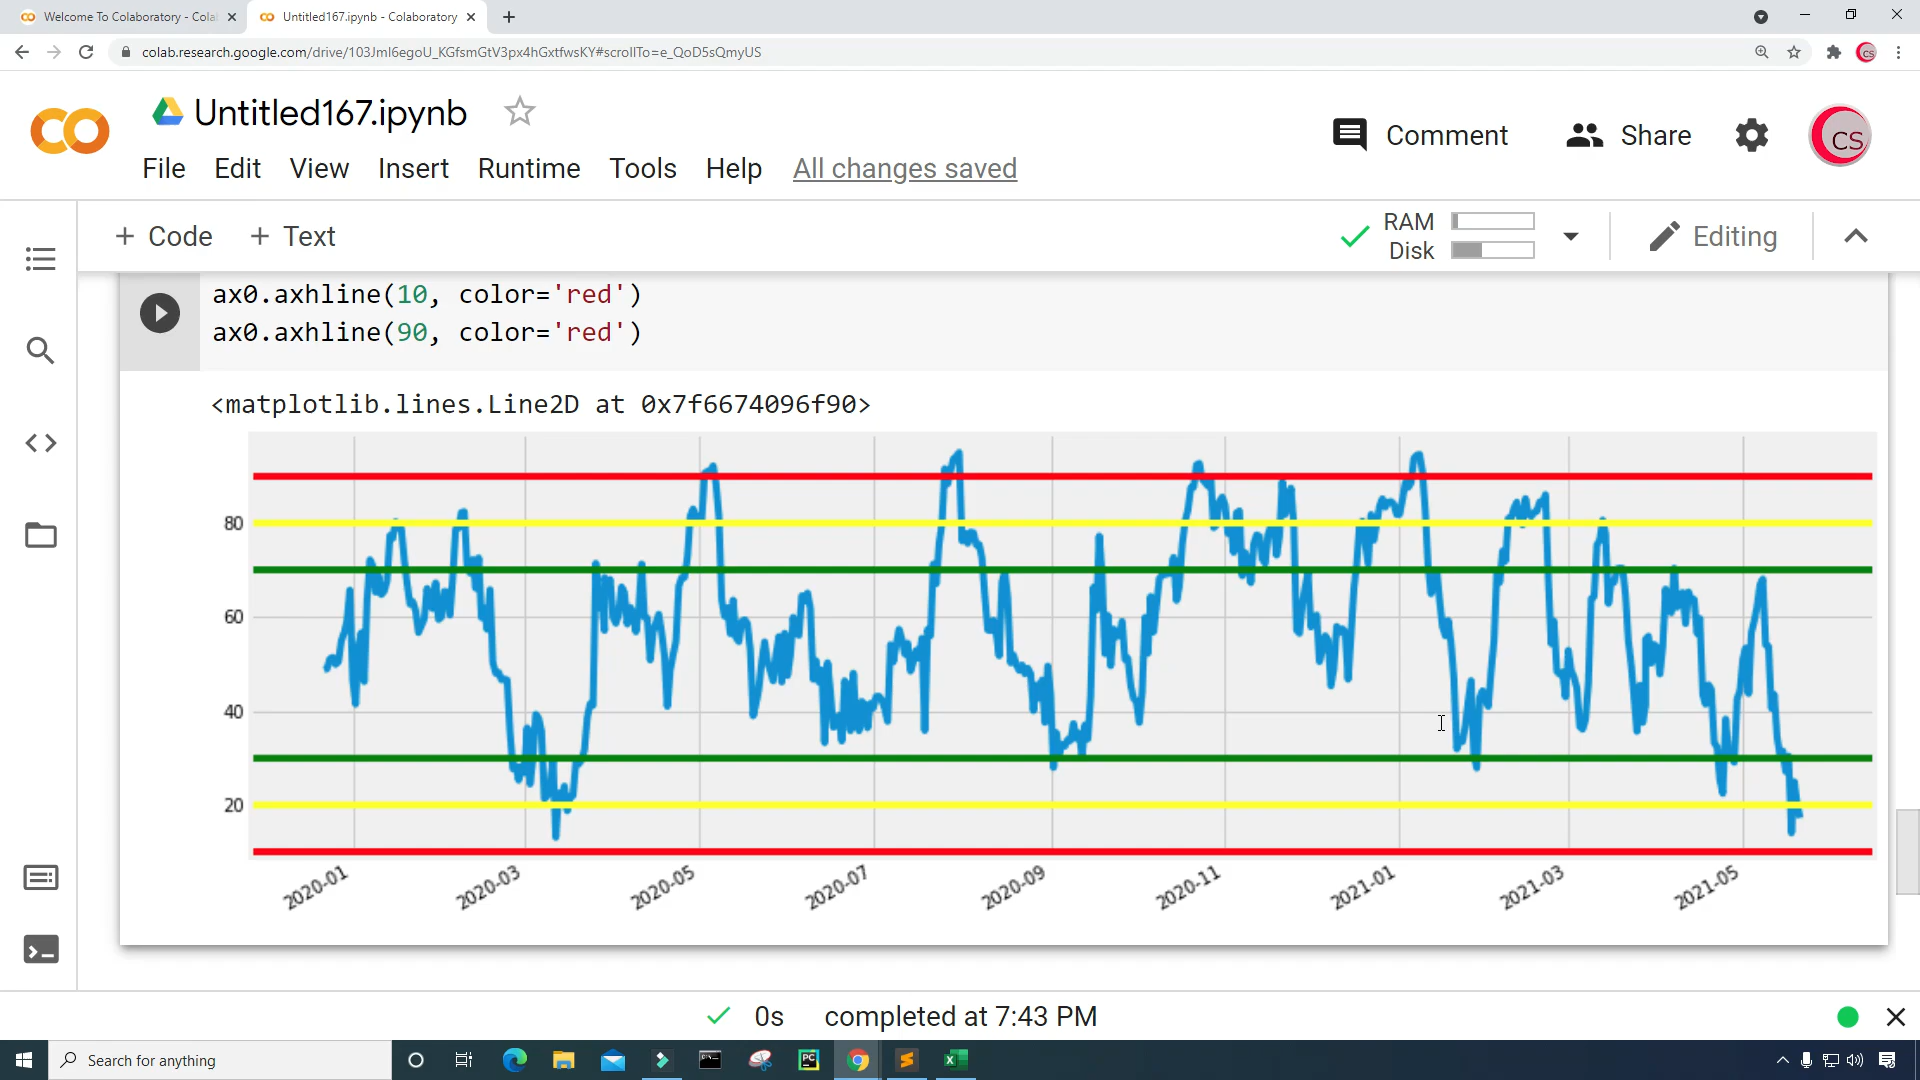 Welcome To Colaboratory - Cola
Untitled167.ipynb - Colaboratory
colab.research.google.com/drive/103JmI6egoU_KGfsmGtV3px4hGxtfwsKY#scrollTo=e_QoD5sQmyUS
CO Untitled167.ipynb
Comment Share CS
File Edit View Insert Runtime Tools Help All changes saved
+ Code + Text
RAM
Disk
Editing
ax0.axhline(10, color='red')
ax0.axhline(90, color='red')
<matplotlib.lines.Line2D at 0x7f6674096f90>
80
60
40
20
2020-01 2020-03 2020-05 2020-07 2020-09 2020-11 2021-01 2021-03 2021-05
0s completed at 7:43 PM
Search for anything